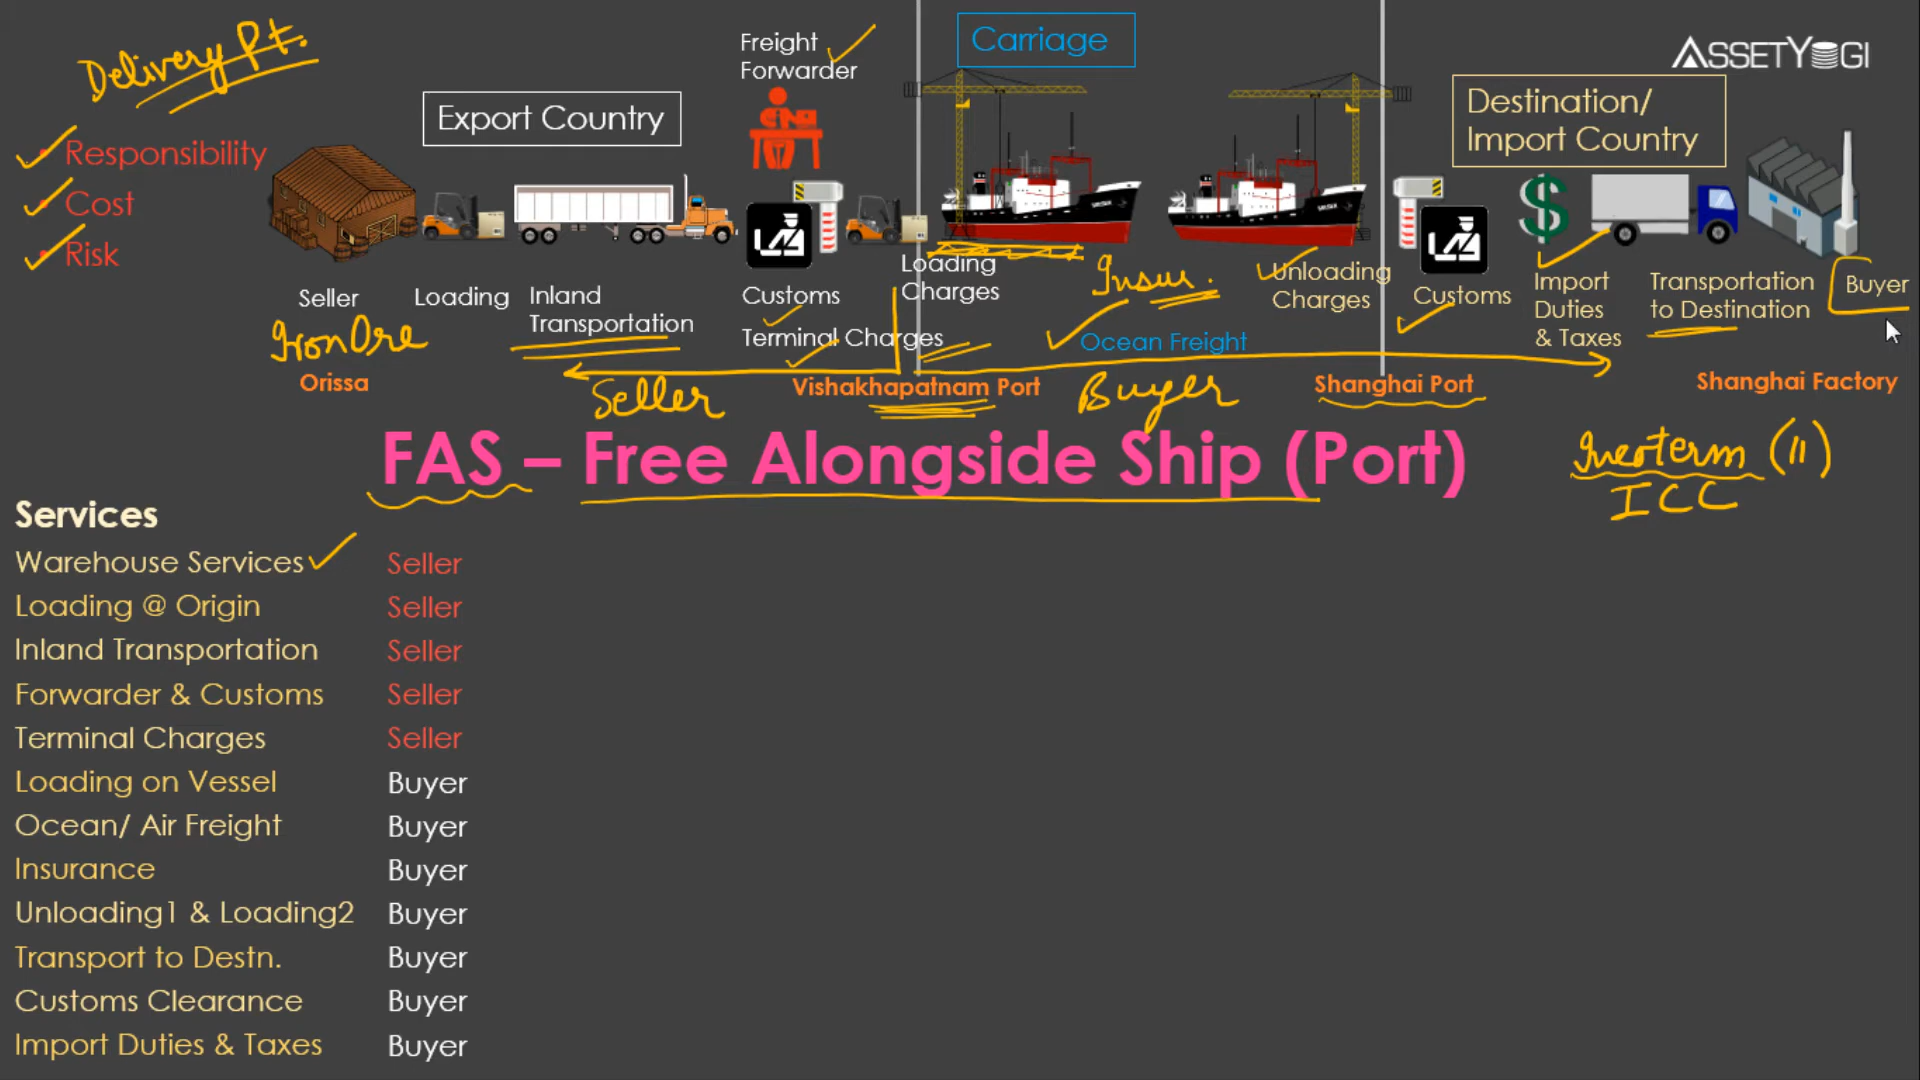 Delivery Pt.
Freight
Forwarder
Carriage
ASSETYOGI
Export Country
Destination/
Import Country
Responsibility
Cost
Risk
Seller
Loading
Inland
Transportation
Customs
Terminal Charges
Loading
Charges
Insur.
Ocean Freight
Unloading
Charges
Customs
Import
Duties
& Taxes
Transportation
to Destination
Buyer
Iron Ore
Orissa
Seller
Vishakhapatnam Port
Buyer
Shanghai Port
Shanghai Factory
FAS – Free Alongside Ship (Port)
Incoterm (11)
ICC
Services
Warehouse Services Seller
Loading @ Origin Seller
Inland Transportation Seller
Forwarder & Customs Seller
Terminal Charges Seller
Loading on Vessel Buyer
Ocean/ Air Freight Buyer
Insurance Buyer
Unloading1 & Loading2 Buyer
Transport to Destn. Buyer
Customs Clearance Buyer
Import Duties & Taxes Buyer